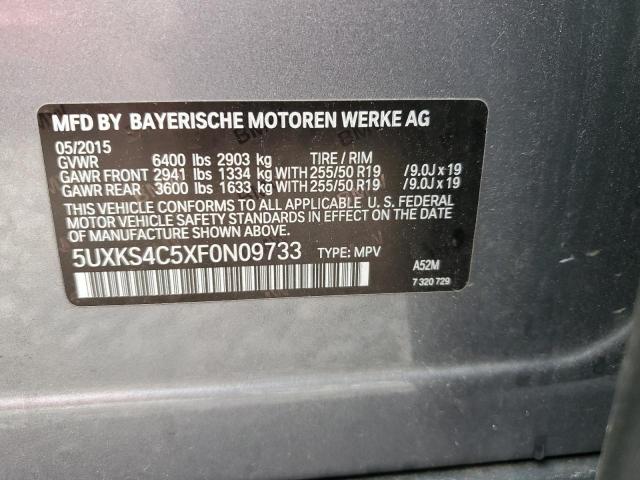 MFD BY BAYERISCHE MOTOREN WERKE AG
05/2015
GVWR 6400 lbs 2903 kg TIRE / RIM
GAWR FRONT 2941 lbs 1334 kg WITH 255/50 R19 /9.0J x 19
GAWR REAR 3600 lbs 1633 kg WITH 255/50 R19 /9.0J x 19
THIS VEHICLE CONFORMS TO ALL APPLICABLE U. S. FEDERAL
MOTOR VEHICLE SAFETY STANDARDS IN EFFECT ON THE DATE
OF MANUFACTURE SHOWN ABOVE.
5UXKS4C5XF0N09733 TYPE: MPV
A52M
7 320 729